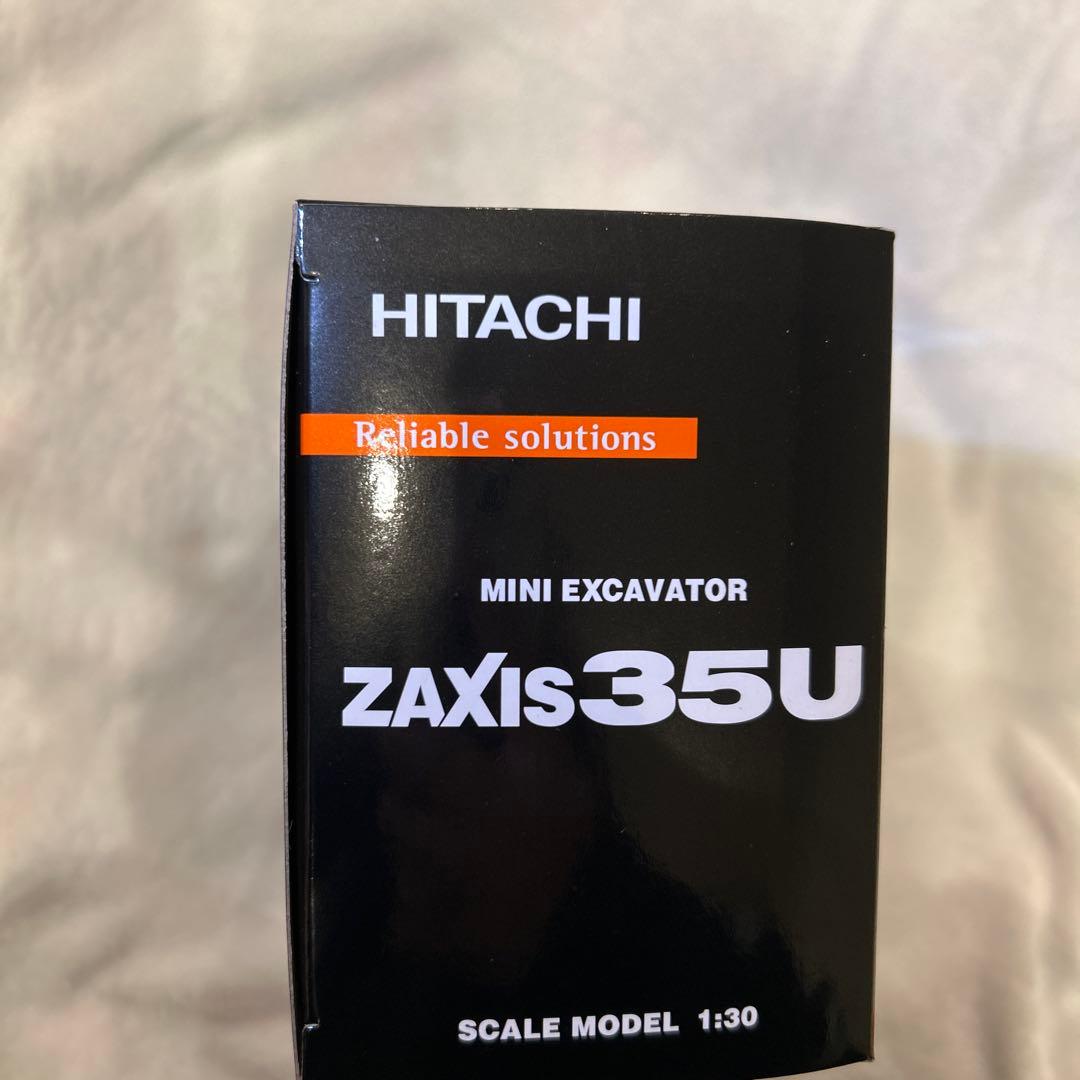 HITACHI
Reliable solutions
MINI EXCAVATOR
ZAXIS35U
SCALE MODEL 1:30